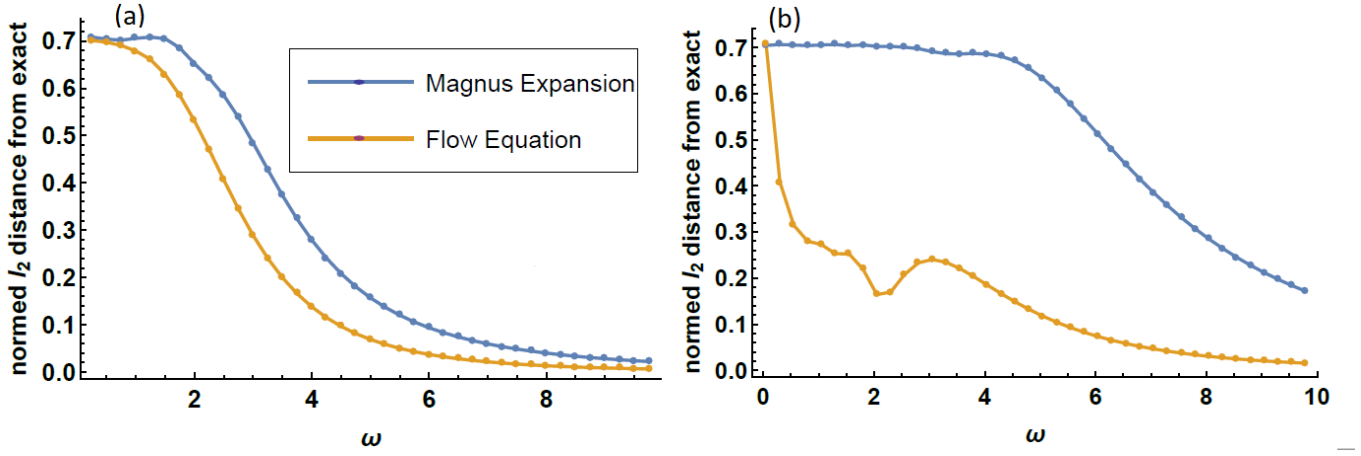 (a)
normed l₂ distance from exact
0.7
0.6
0.5
0.4
0.3
0.2
0.1
0.0
Magnus Expansion
Flow Equation
2 4 6 8
ω
(b)
normed l₂ distance from exact
0.7
0.6
0.5
0.4
0.3
0.2
0.1
0.0
0 2 4 6 8 10
ω